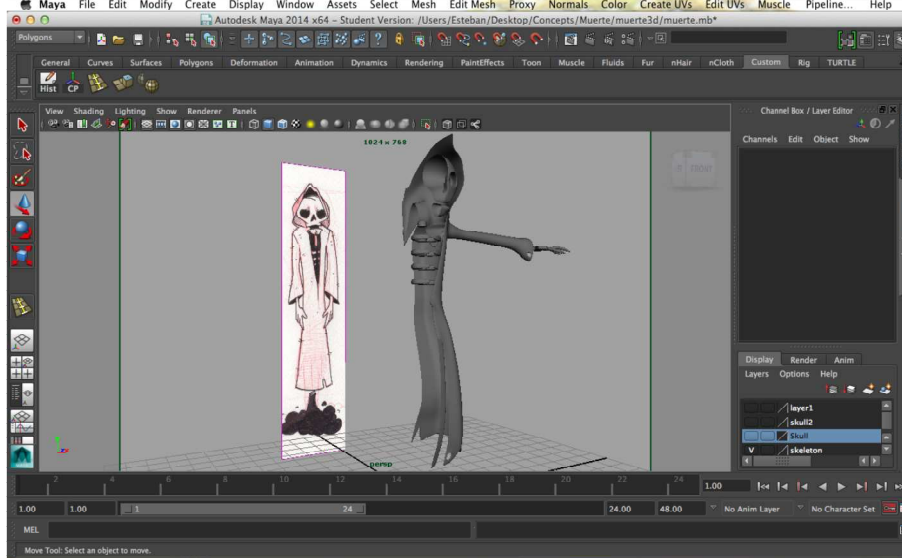 Maya File Edit Modify Create Display Window Assets Select Mesh Edit Mesh Proxy Normals Color Create UVs Edit UVs Muscle Pipeline... Help
Autodesk Maya 2014 x64 - Student Version: /Users/Esteban/Desktop/Concepts/Muerte/muerte3d/muerte.mb*
Polygons
General Curves Surfaces Polygons Deformation Animation Dynamics Rendering PaintEffects Toon Muscle Fluids Fur nHair nCloth Custom Rig TURTLE
Hist CP
View Shading Lighting Show Renderer Panels
1024 x 768
FRONT
persp
Channel Box / Layer Editor
Channels Edit Object Show
Display Render Anim
Layers Options Help
layer1
skull2
Skull
V skeleton
2 4 6 8 10 12 14 16 18 20 22 24 1.00
1.00 1.00 1 24 24.00 48.00 No Anim Layer No Character Set
MEL
Move Tool: Select an object to move.